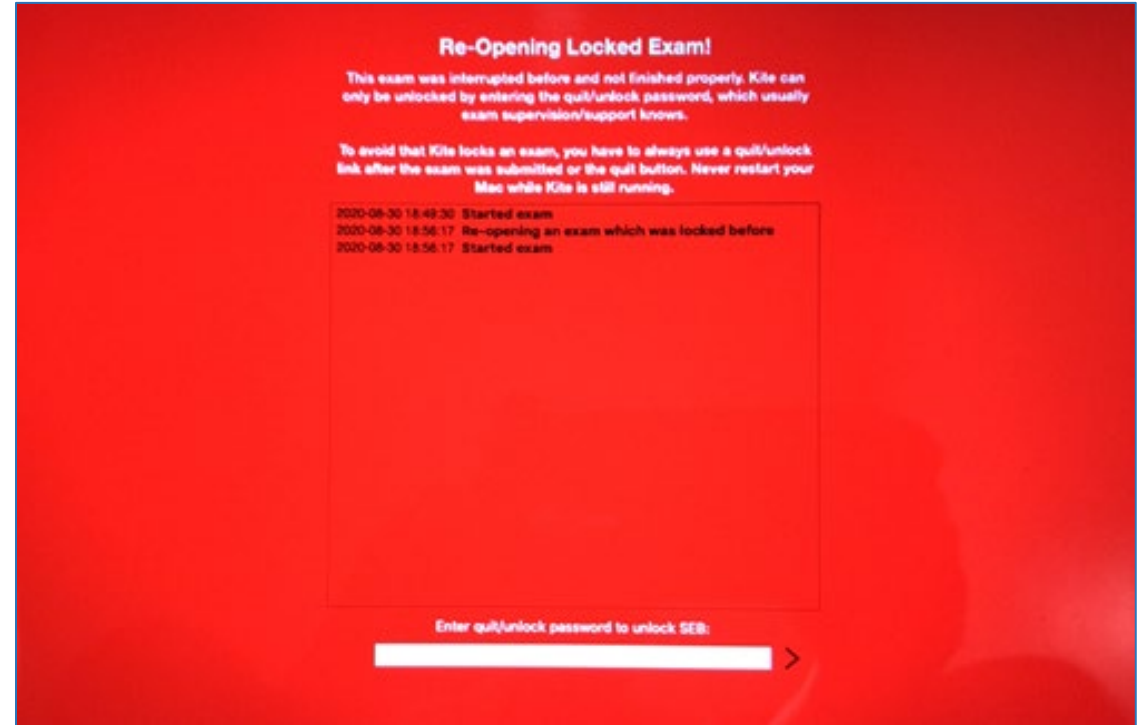 Re-Opening Locked Exam!
This exam was interrupted before and not finished properly. Kite can
only be unlocked by entering the quit/unlock password, which usually
exam supervision/support knows.
To avoid that Kite locks an exam, you have to always use a quit/unlock
link after the exam was submitted or the quit button. Never restart your
Mac while Kite is still running.
2020-08-30 18:49:30 Started exam
2020-08-30 18:56:17 Re-opening an exam which was locked before
2020-08-30 18:56:17 Started exam
Enter quit/unlock password to unlock SEB: